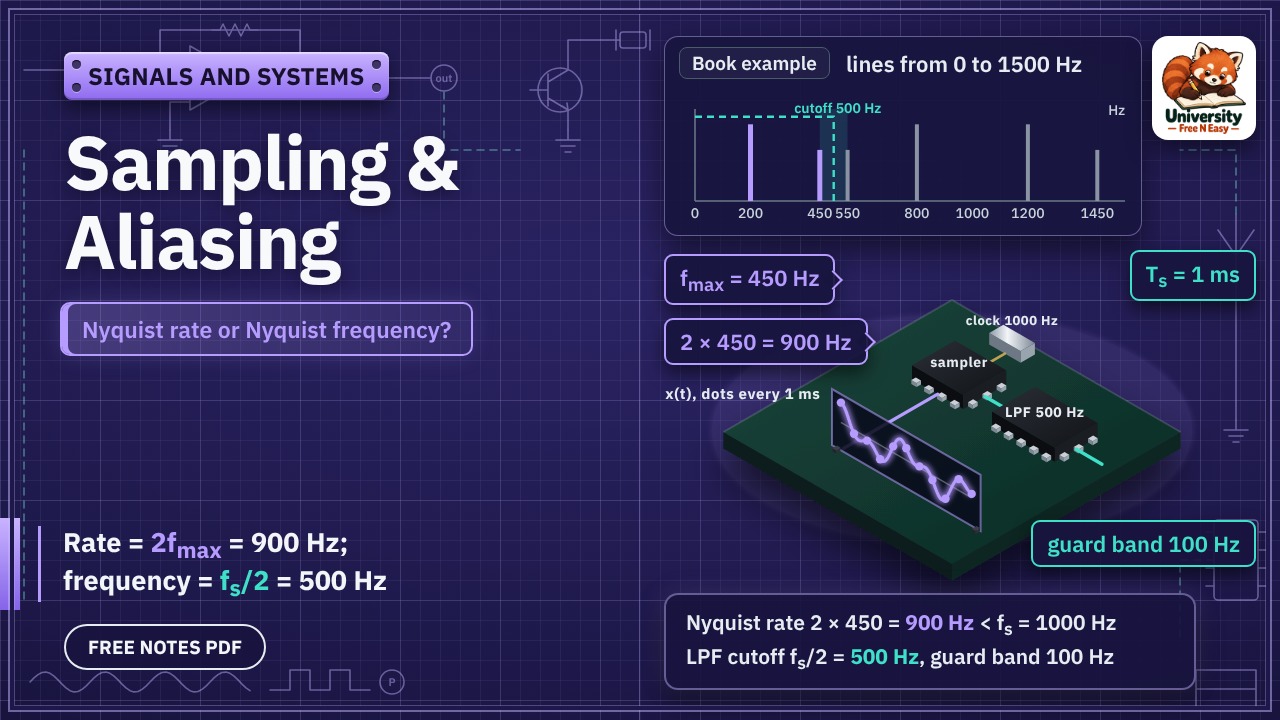 SIGNALS AND SYSTEMS
out
Sampling &
Aliasing
Nyquist rate or Nyquist frequency?
Rate = 2fmax = 900 Hz;
frequency = fs/2 = 500 Hz
FREE NOTES PDF
P
Book example
lines from 0 to 1500 Hz
cutoff 500 Hz
Hz
0 200 450 550 800 1000 1200 1450
University
Free N Easy
fmax = 450 Hz
Ts = 1 ms
2 × 450 = 900 Hz
clock 1000 Hz
sampler
x(t), dots every 1 ms
LPF 500 Hz
guard band 100 Hz
Nyquist rate 2 × 450 = 900 Hz < fs = 1000 Hz
LPF cutoff fs/2 = 500 Hz, guard band 100 Hz